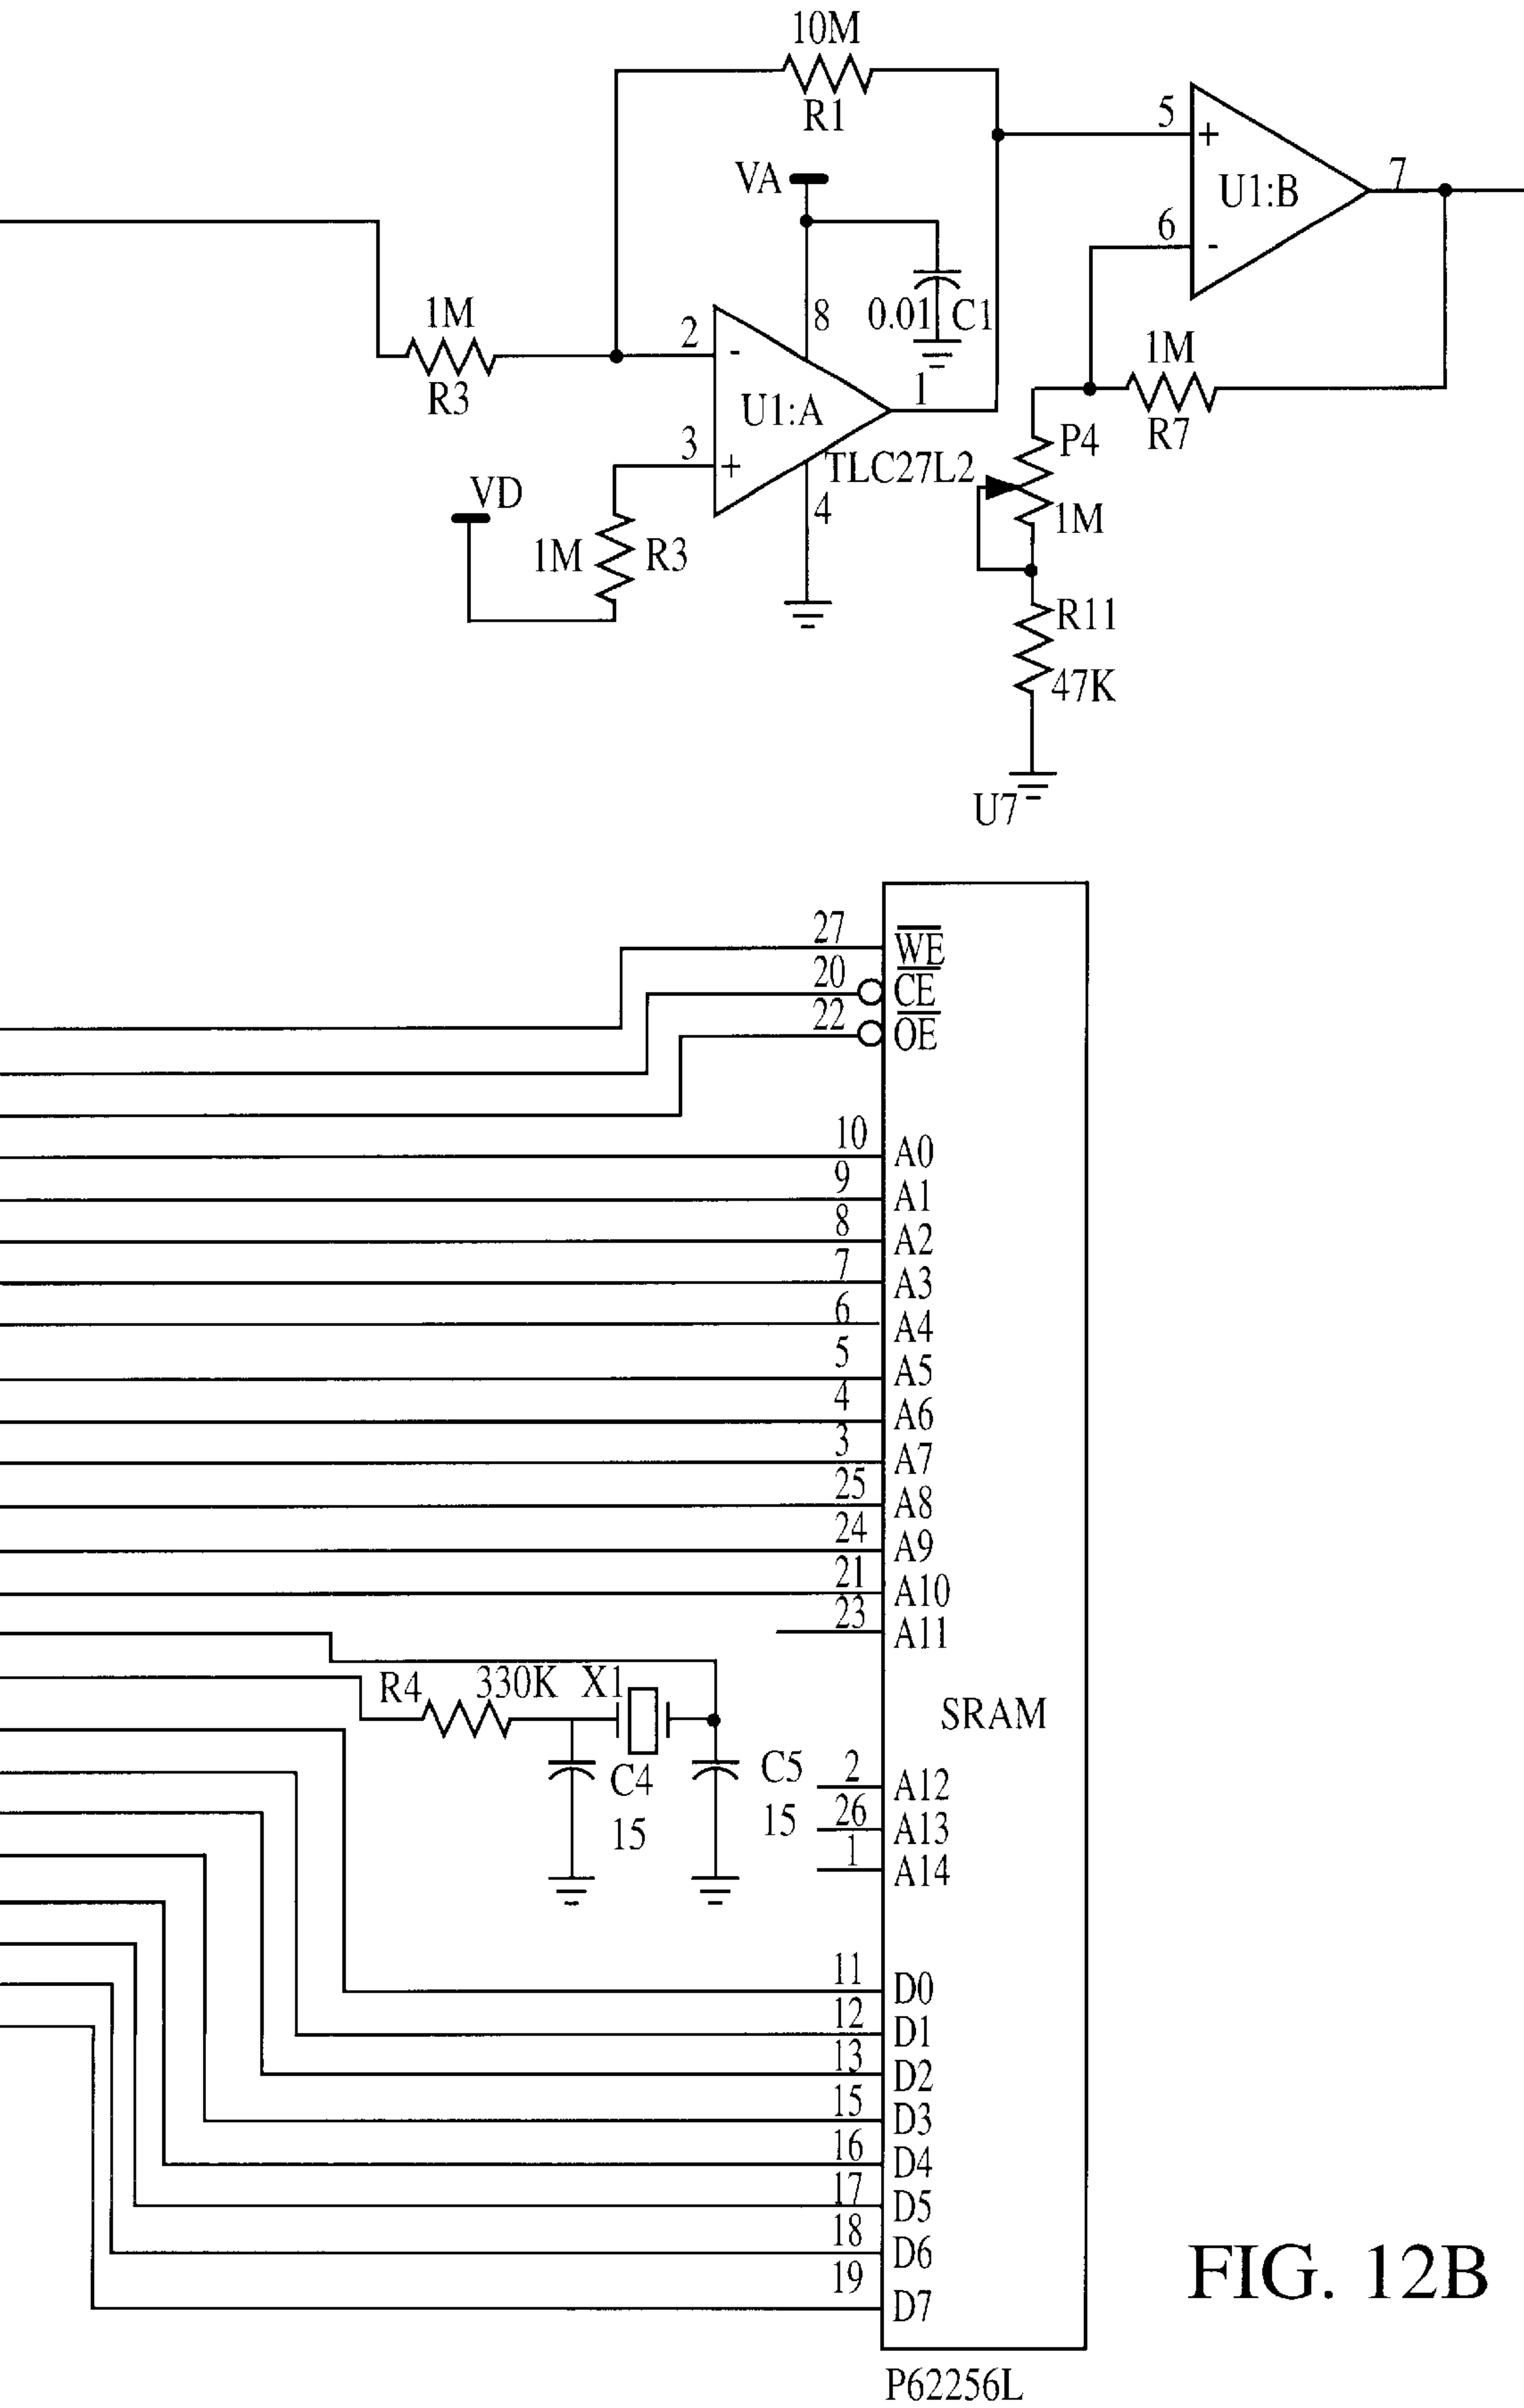 10M
R1
VA
5
+
U1:B
7
6
-
1M
R3
2
-
8
0.01
C1
U1:A
1
3
+
TLC27L2
4
VD
1M
R3
1M
R7
P4
1M
R11
47K
U7
27
WE
20
CE
22
OE
10
A0
9
A1
8
A2
7
A3
6
A4
5
A5
4
A6
3
A7
25
A8
24
A9
21
A10
23
A11
R4
330K
X1
SRAM
C4
15
C5
15
2
A12
26
A13
1
A14
11
D0
12
D1
13
D2
15
D3
16
D4
17
D5
18
D6
19
D7
P62256L
FIG. 12B